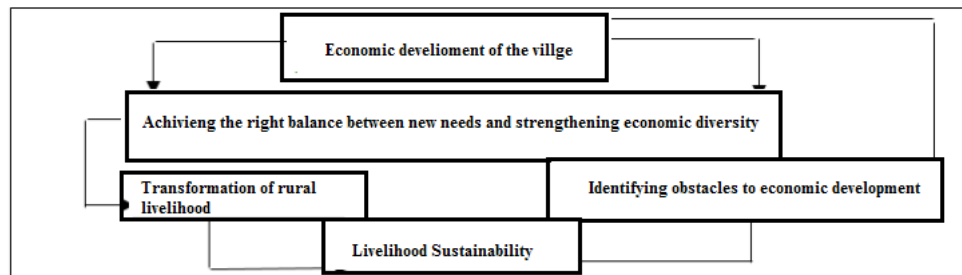 Economic develioment of the villge
Achivieng the right balance between new needs and strengthening economic diversity
Transformation of rural
livelihood
Identifying obstacles to economic development
Livelihood Sustainability